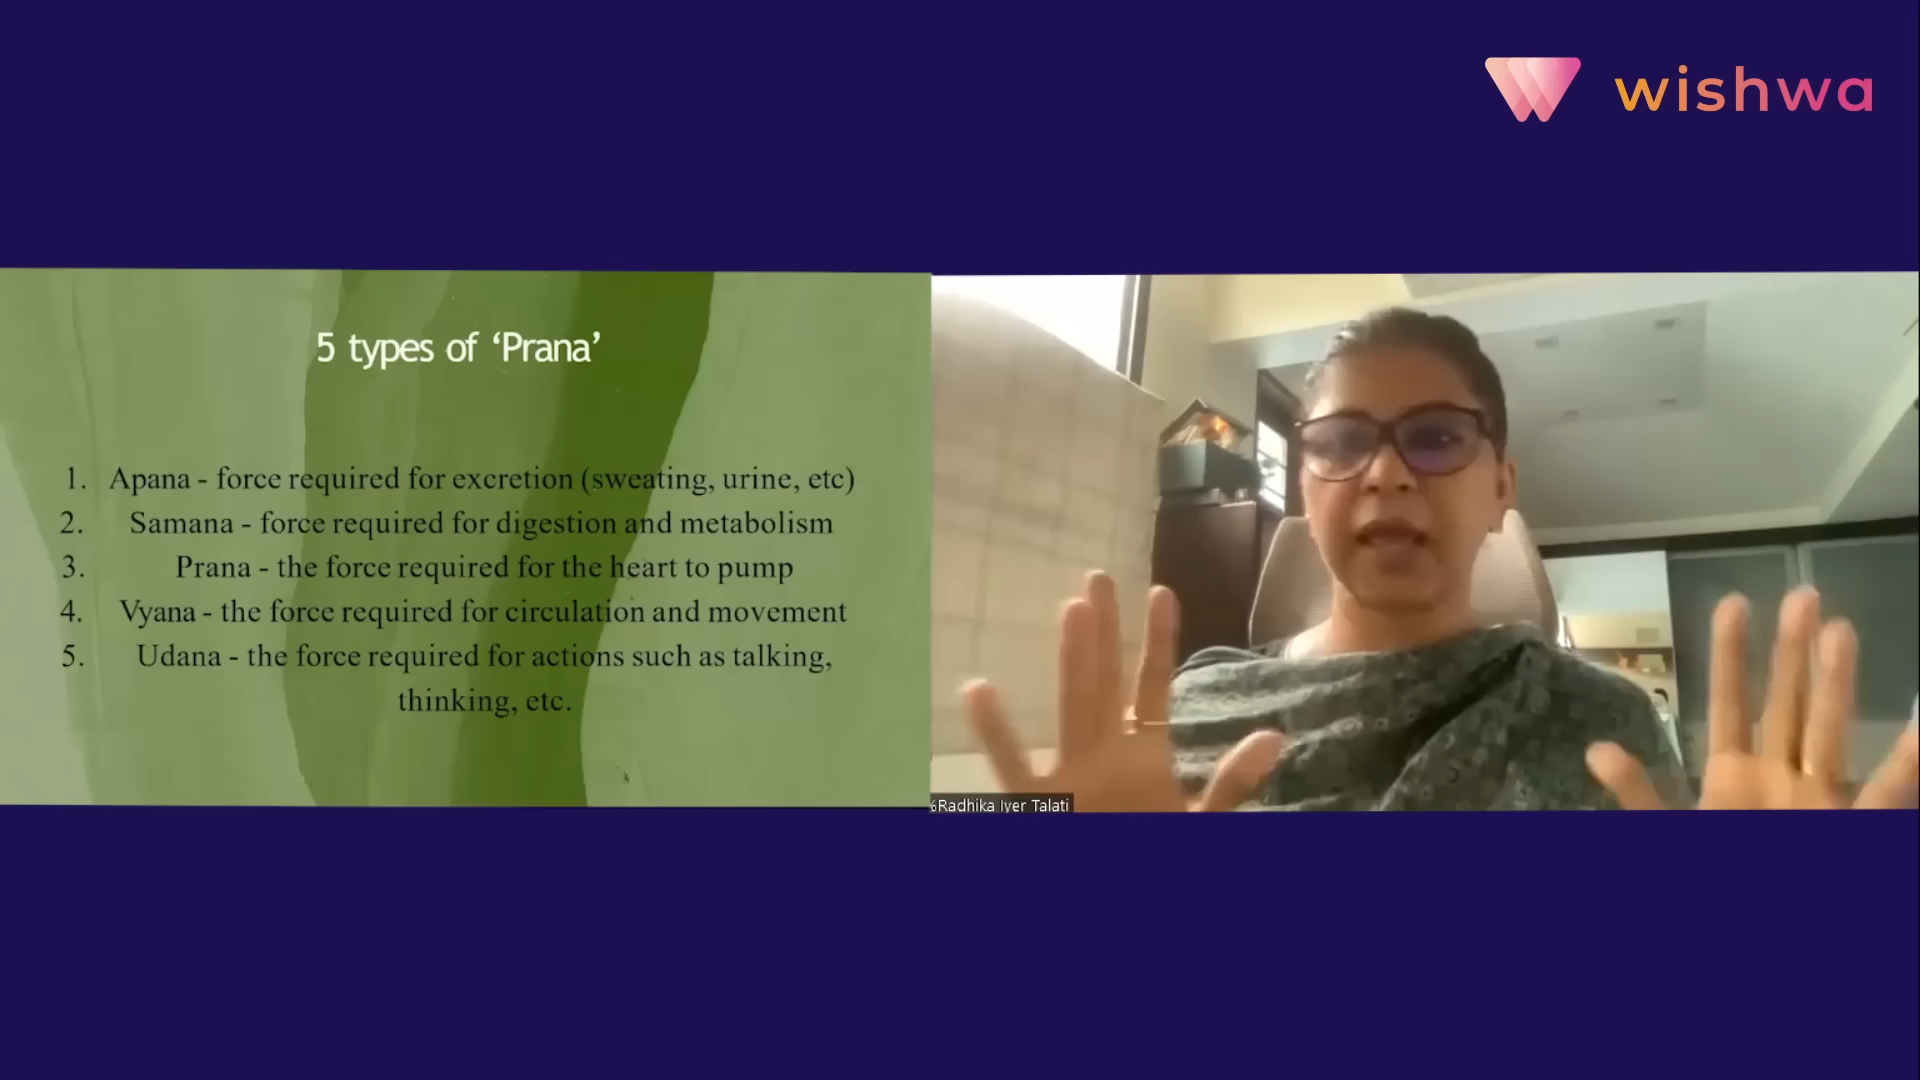 wishwa
5 types of ‘Prana’
1. Apana - force required for excretion (sweating, urine, etc)
2. Samana - force required for digestion and metabolism
3. Prana - the force required for the heart to pump
4. Vyana - the force required for circulation and movement
5. Udana - the force required for actions such as talking,
thinking, etc.
Radhika Iyer Talati